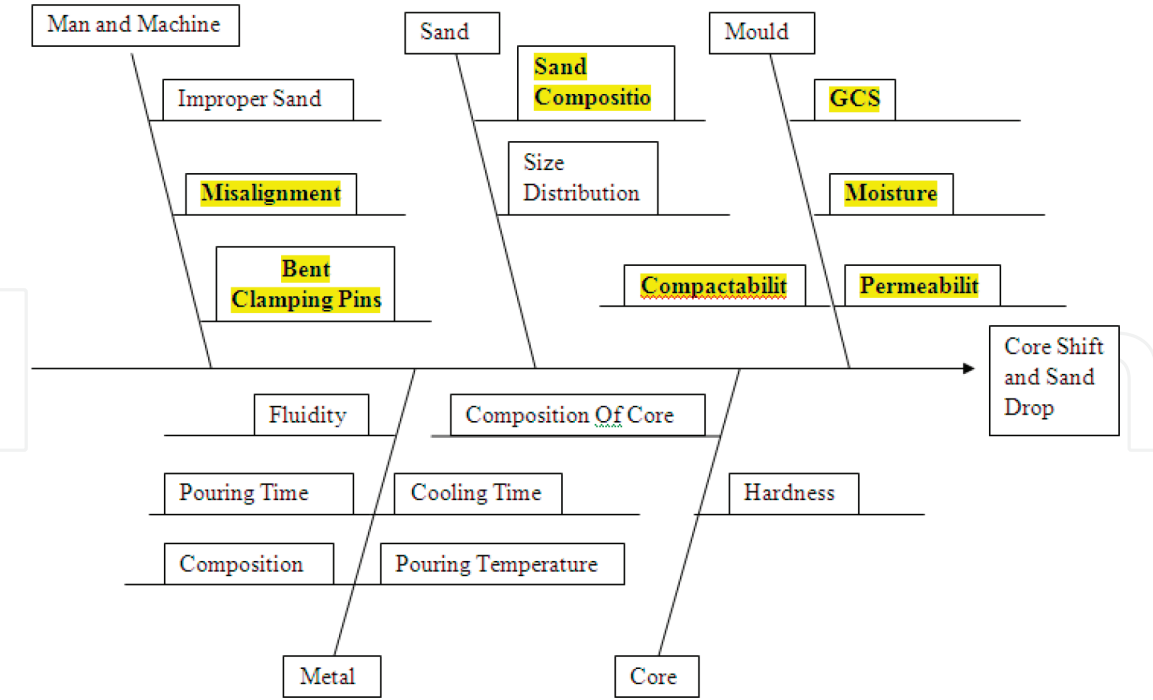 Man and Machine
Sand
Mould
Improper Sand
Sand
Compositio
GCS
Size
Distribution
Misalignment
Moisture
Bent
Clamping Pins
Compactabilit
Permeabilit
Core Shift
and Sand
Drop
Fluidity
Composition Of Core
Pouring Time
Cooling Time
Hardness
Composition
Pouring Temperature
Metal
Core